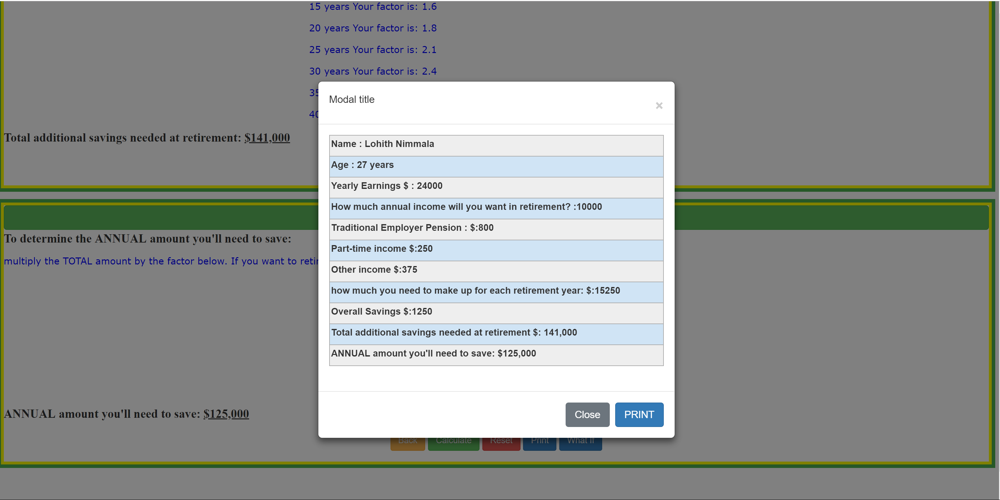 15 years Your factor is: 1.6
20 years Your factor is: 1.8
25 years Your factor is: 2.1
30 years Your factor is: 2.4
35
40
Total additional savings needed at retirement: $141,000
To determine the ANNUAL amount you'll need to save:
multiply the TOTAL amount by the factor below. If you want to retir
ANNUAL amount you'll need to save: $125,000
Modal title
×
Name : Lohith Nimmala
Age : 27 years
Yearly Earnings $ : 24000
How much annual income will you want in retirement? :10000
Traditional Employer Pension : $:800
Part-time income $:250
Other income $:375
how much you need to make up for each retirement year: $:15250
Overall Savings $:1250
Total additional savings needed at retirement $: 141,000
ANNUAL amount you'll need to save: $125,000
Close PRINT
Back Calculate Reset Print What If